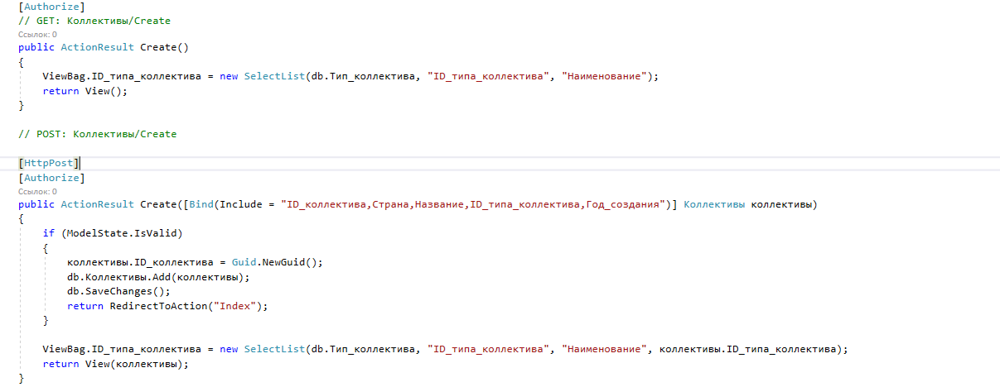 [Authorize]
// GET: Коллективы/Create
Ссылок: 0
public ActionResult Create()
{
ViewBag.ID_типа_коллектива = new SelectList(db.Тип_коллектива, "ID_типа_коллектива", "Наименование");
return View();
}
// POST: Коллективы/Create
[HttpPost]
[Authorize]
Ссылок: 0
public ActionResult Create([Bind(Include = "ID_коллектива,Страна,Название,ID_типа_коллектива,Год_создания")] Коллективы коллективы)
{
if (ModelState.IsValid)
{
коллективы.ID_коллектива = Guid.NewGuid();
db.Коллективы.Add(коллективы);
db.SaveChanges();
return RedirectToAction("Index");
}
ViewBag.ID_типа_коллектива = new SelectList(db.Тип_коллектива, "ID_типа_коллектива", "Наименование", коллективы.ID_типа_коллектива);
return View(коллективы);
}